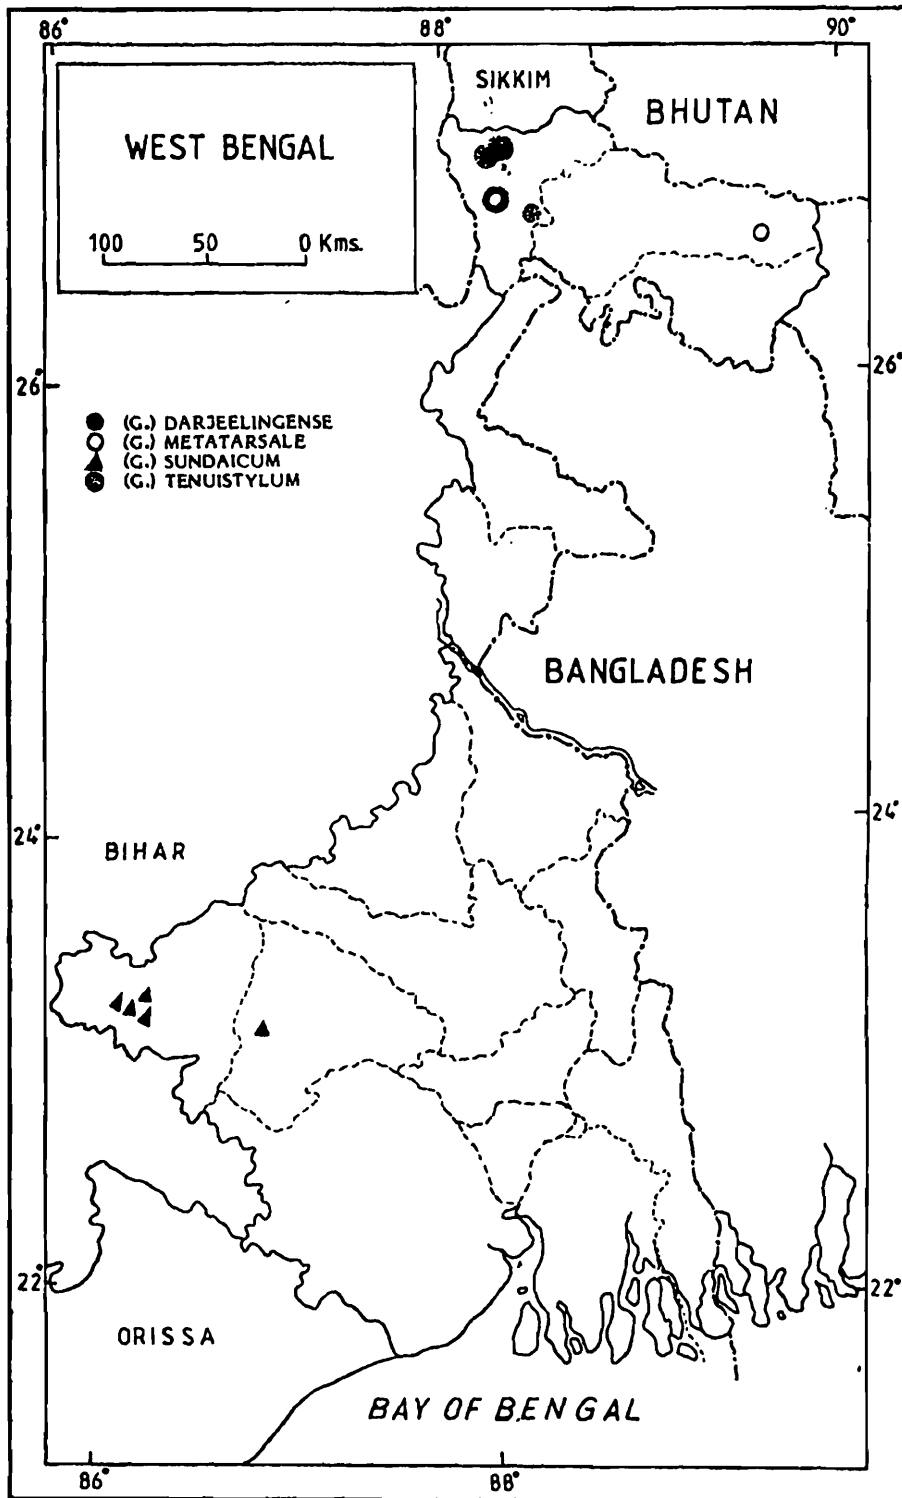 86° 88° 90°
SIKKIM
BHUTAN
WEST BENGAL
100 50 0 Kms.
26° 26°
(G.) DARJEELINGENSE
(G.) METATARSALE
(G.) SUNDAICUM
(G.) TENUISTYLUM
BANGLADESH
24° 24°
BIHAR
22° 22°
ORISSA
BAY OF BENGAL
86° 88°